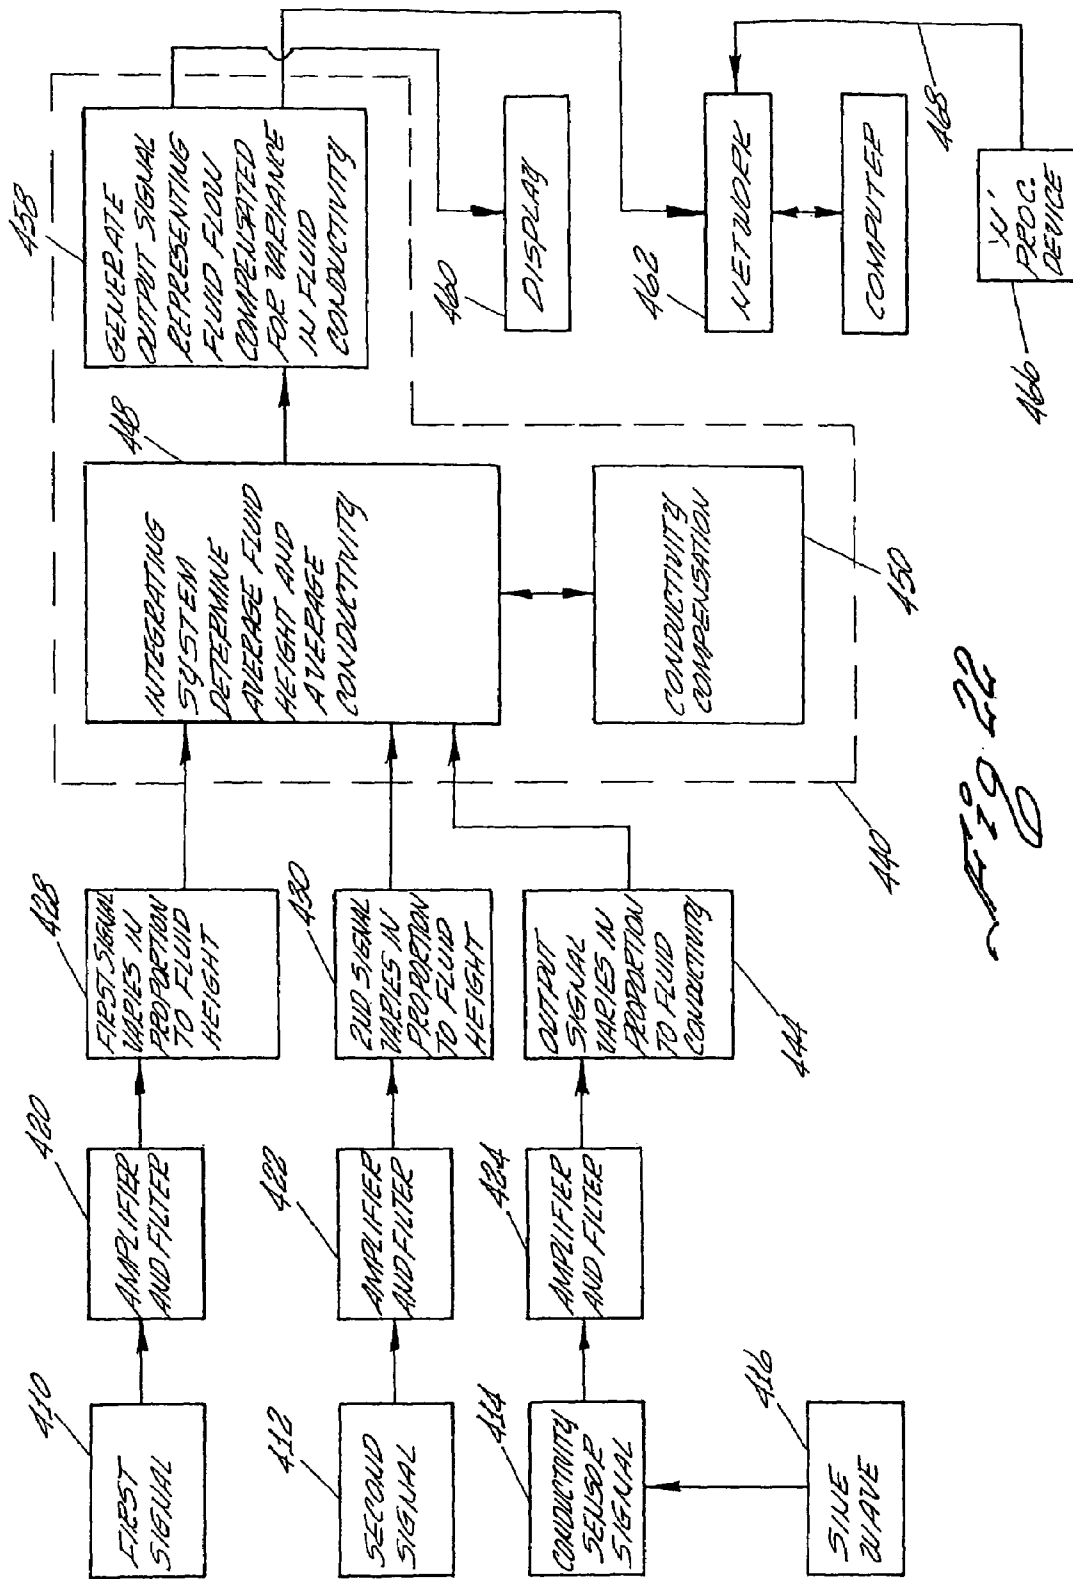 410
FIRST
SIGNAL
420
AMPLIFIER
AND FILTER
428
FIRST SIGNAL
VARIES IN
PROPORTION
TO FLUID
HEIGHT
412
SECOND
SIGNAL
422
AMPLIFIER
AND FILTER
430
2ND SIGNAL
VARIES IN
PROPORTION
TO FLUID
HEIGHT
414
CONDUCTIVITY
SENSOR
SIGNAL
424
AMPLIFIER
AND FILTER
OUTPUT
SIGNAL
VARIES IN
PROPORTION
TO FLUID
CONDUCTIVITY
444
416
SINE
WAVE
440
448
INTEGRATING
SYSTEM
DETERMINE
AVERAGE FLUID
HEIGHT AND
AVERAGE
CONDUCTIVITY
CONDUCTIVITY
COMPENSATION
450
458
GENERATE
OUTPUT SIGNAL
REPRESENTING
FLUID FLOW
COMPENSATED
FOR VARIANCE
IN FLUID
CONDUCTIVITY
460
DISPLAY
462
NETWORK
COMPUTER
468
466
'N'
PROC.
DEVICE
Fig. 22